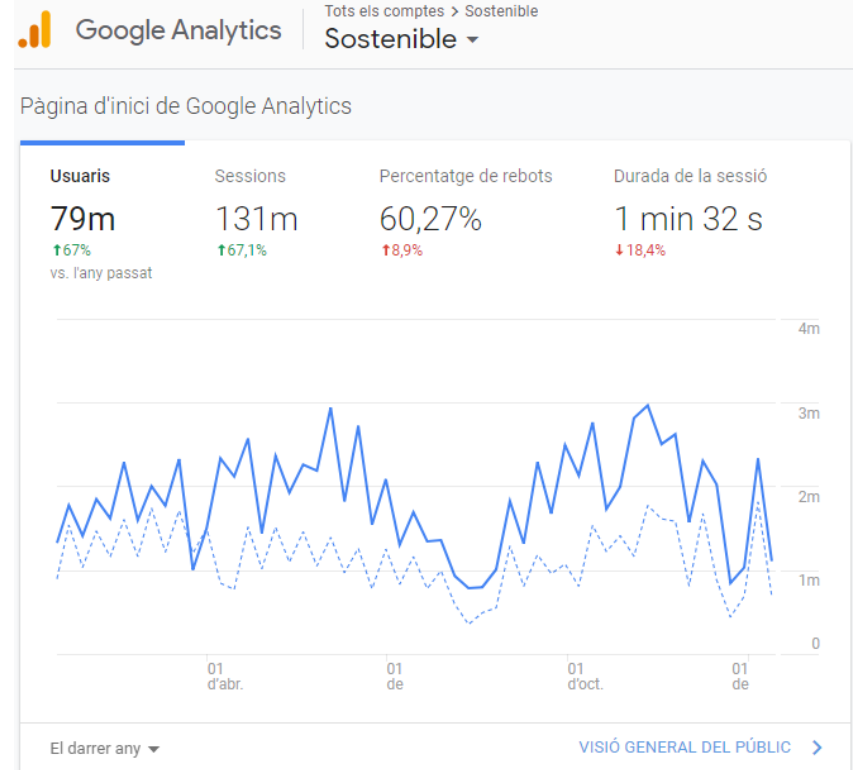 Google Analytics
Tots els comptes > Sostenible
Sostenible
Pàgina d'inici de Google Analytics
Usuaris
79m
↑67%
vs. l'any passat
Sessions
131m
↑67,1%
Percentatge de rebots
60,27%
↑8,9%
Durada de la sessió
1 min 32 s
↓18,4%
4m
3m
2m
1m
0
01
d'abr.
01
de
01
d'oct.
01
de
El darrer any
VISIÓ GENERAL DEL PÚBLIC